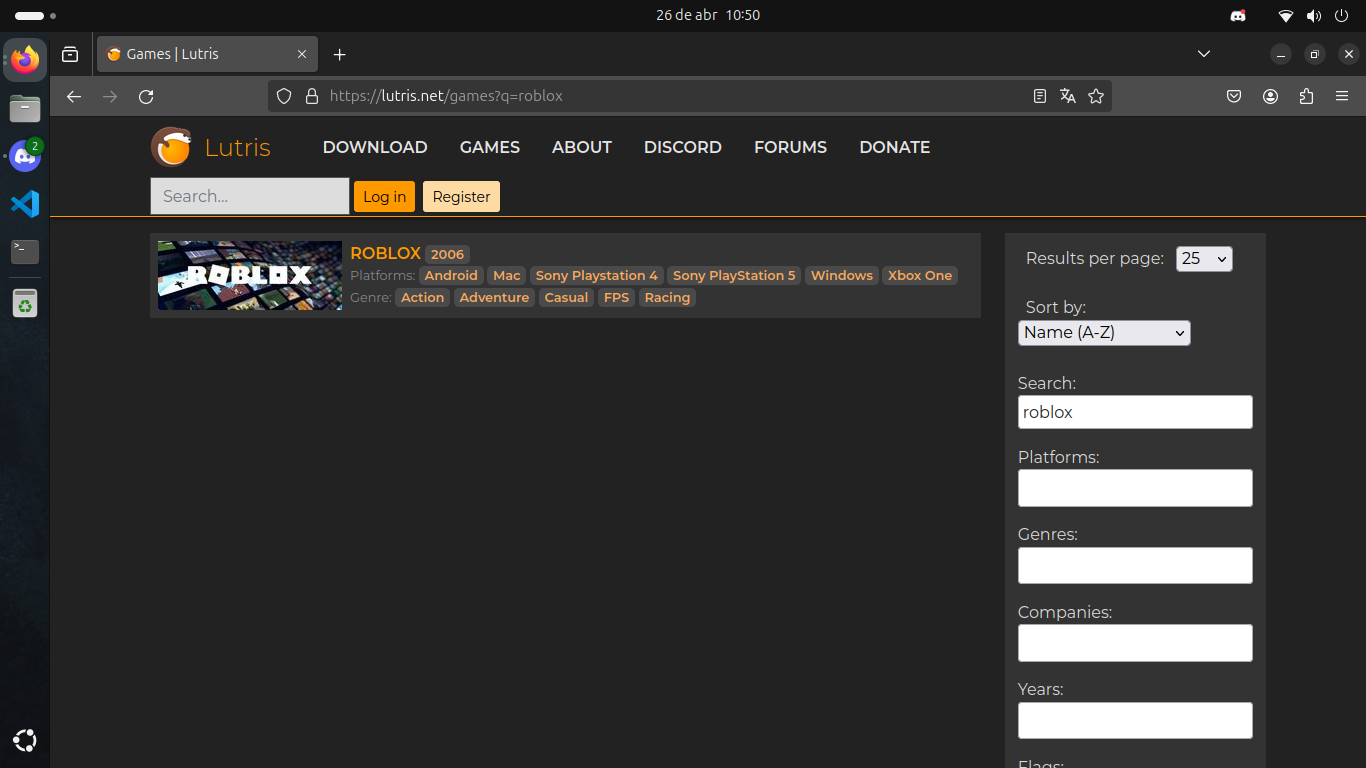 26 de abr 10:50
Games | Lutris
https://lutris.net/games?q=roblox
Lutris
DOWNLOAD GAMES ABOUT DISCORD FORUMS DONATE
Search...
Log in
Register
2
>_
ROBLOX
ROBLOX 2006
Platforms: Android Mac Sony Playstation 4 Sony PlayStation 5 Windows Xbox One
Genre: Action Adventure Casual FPS Racing
Results per page: 25
Sort by:
Name (A-Z)
Search:
roblox
Platforms:
Genres:
Companies:
Years:
Flags: